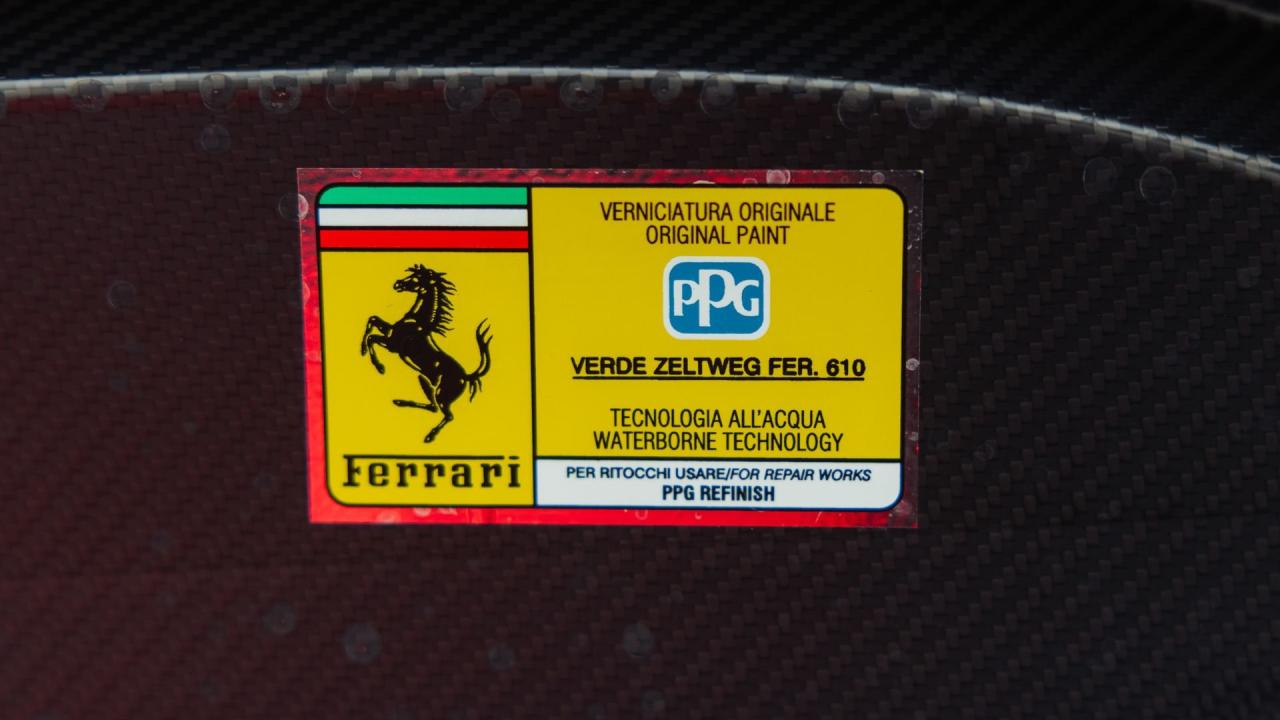 VERNICIATURA ORIGINALE
ORIGINAL PAINT
PPG
VERDE ZELTWEG FER. 610
TECNOLOGIA ALL'ACQUA
WATERBORNE TECHNOLOGY
Ferrari
PER RITOCCHI USARE/FOR REPAIR WORKS
PPG REFINISH